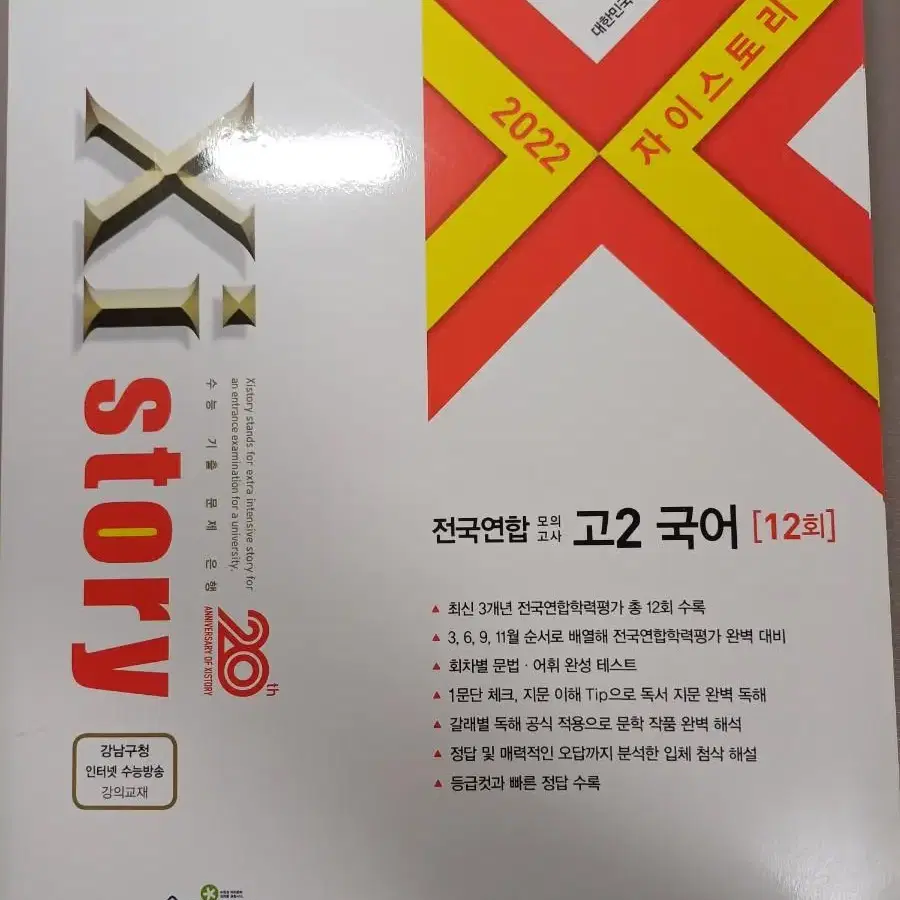 대한민국
2022
자이스토리
Xi
story
Xistory stands for extra intensive story for
an entrance examination for a university.
수능 기출 문제 은행
20th
ANNIVERSARY OF XISTORY
강남구청
인터넷 수능방송
강의교재
전국연합 모의고사 고2 국어 [12회]
▲ 최신 3개년 전국연합학력평가 총 12회 수록
▲ 3, 6, 9, 11월 순서로 배열해 전국연합학력평가 완벽 대비
▲ 회차별 문법·어휘 완성 테스트
▲ 1문단 체크, 지문 이해 Tip으로 독서 지문 완벽 독해
▲ 갈래별 독해 공식 적용으로 문학 작품 완벽 해석
▲ 정답 및 매력적인 오답까지 분석한 입체 첨삭 해설
▲ 등급컷과 빠른 정답 수록